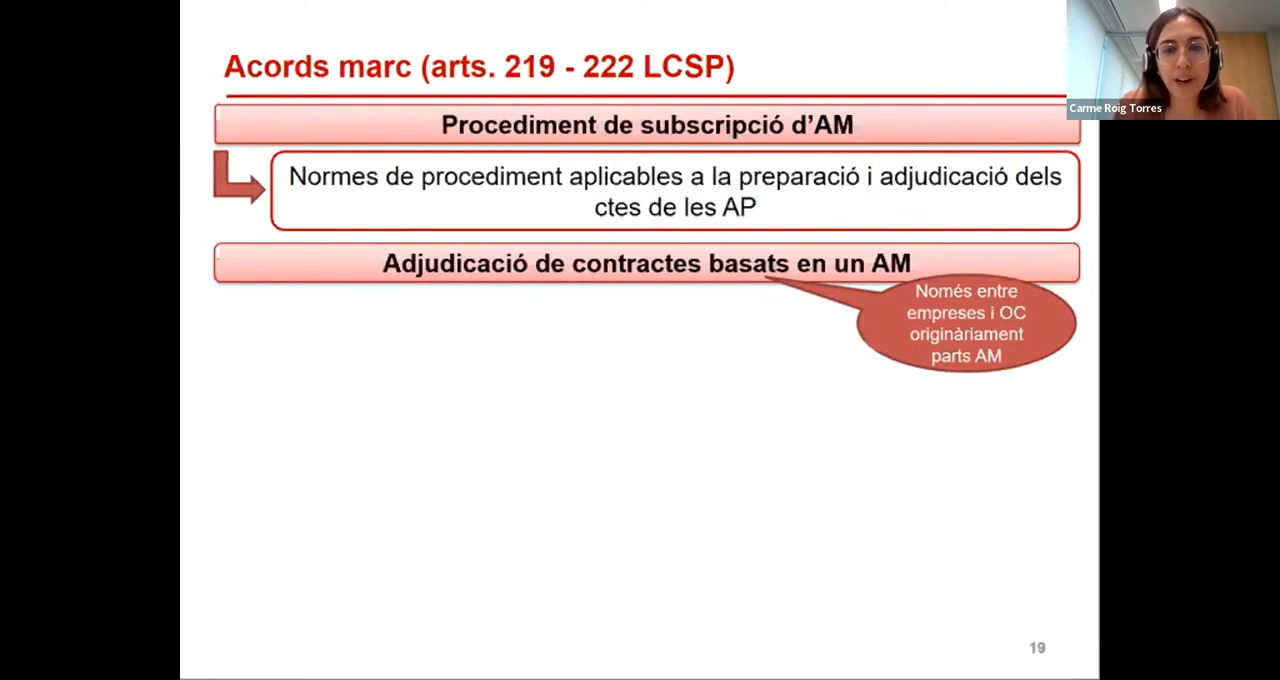 Acords marc (arts. 219 - 222 LCSP)
Carme Roig Torres
Procediment de subscripció d’AM
Normes de procediment aplicables a la preparació i adjudicació dels
ctes de les AP
Adjudicació de contractes basats en un AM
Només entre
empreses i OC
originàriament
parts AM
19